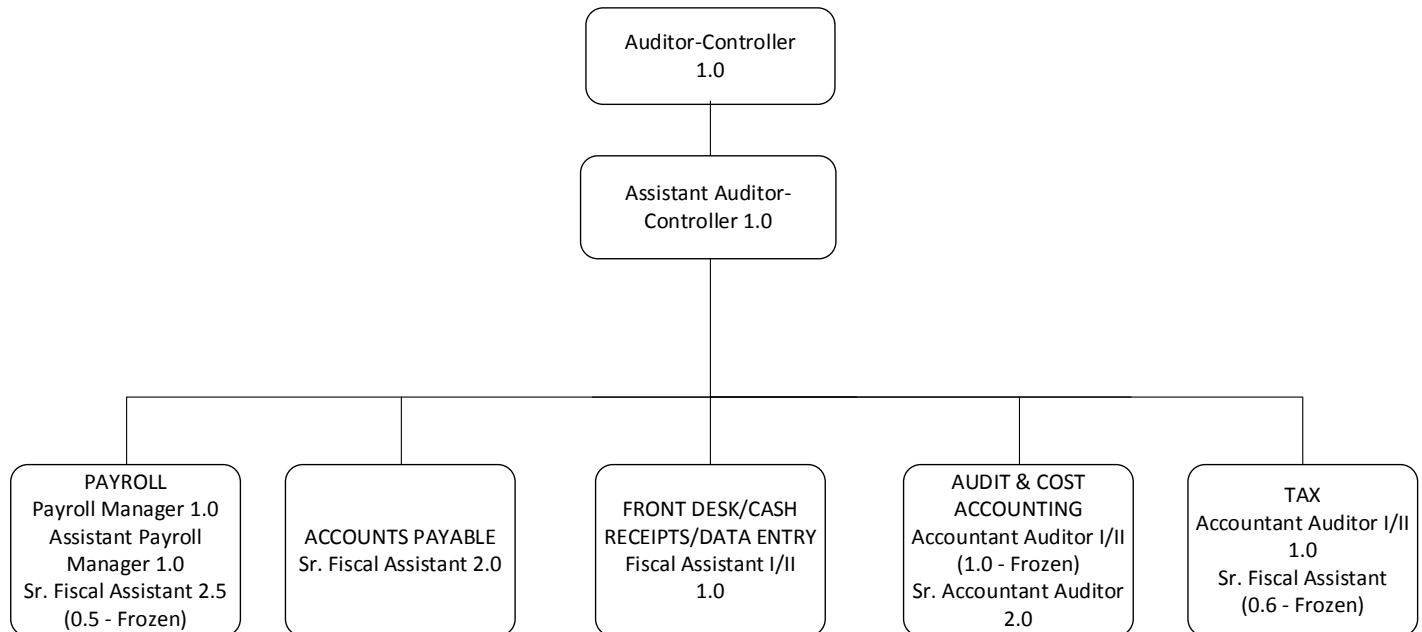 Auditor-Controller
1.0
Assistant Auditor-
Controller 1.0
PAYROLL
Payroll Manager 1.0
Assistant Payroll
Manager 1.0
Sr. Fiscal Assistant 2.5
(0.5 - Frozen)
ACCOUNTS PAYABLE
Sr. Fiscal Assistant 2.0
FRONT DESK/CASH
RECEIPTS/DATA ENTRY
Fiscal Assistant I/II
1.0
AUDIT & COST
ACCOUNTING
Accountant Auditor I/II
(1.0 - Frozen)
Sr. Accountant Auditor
2.0
TAX
Accountant Auditor I/II
1.0
Sr. Fiscal Assistant
(0.6 - Frozen)